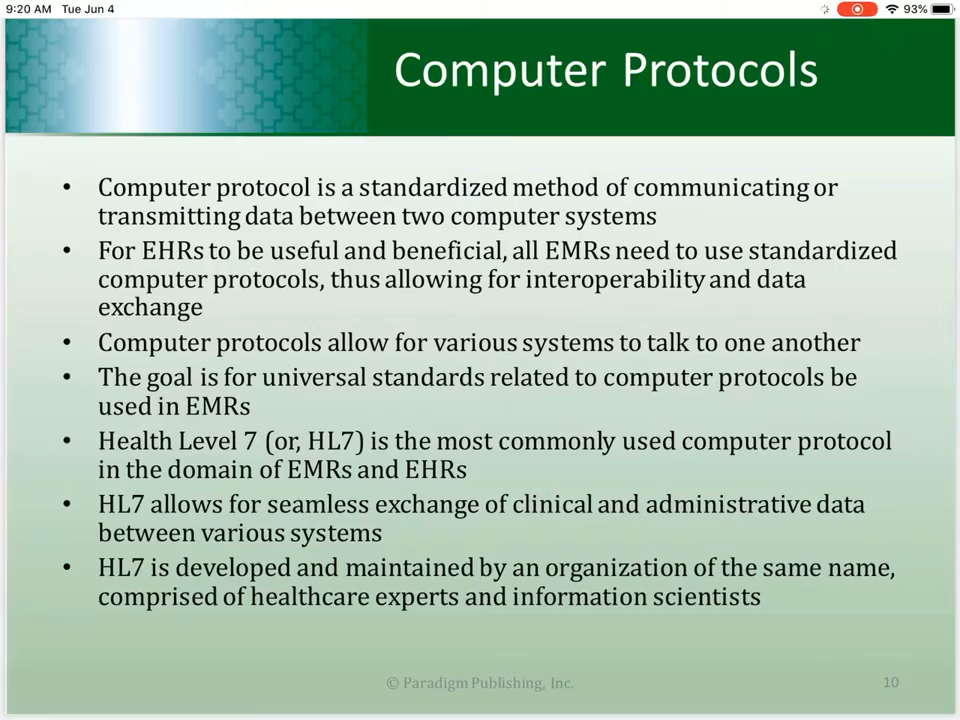 9:20 AM Tue Jun 4 93%
Computer Protocols
• Computer protocol is a standardized method of communicating or
transmitting data between two computer systems
• For EHRs to be useful and beneficial, all EMRs need to use standardized
computer protocols, thus allowing for interoperability and data
exchange
• Computer protocols allow for various systems to talk to one another
• The goal is for universal standards related to computer protocols be
used in EMRs
• Health Level 7 (or, HL7) is the most commonly used computer protocol
in the domain of EMRs and EHRs
• HL7 allows for seamless exchange of clinical and administrative data
between various systems
• HL7 is developed and maintained by an organization of the same name,
comprised of healthcare experts and information scientists
© Paradigm Publishing, Inc. 10